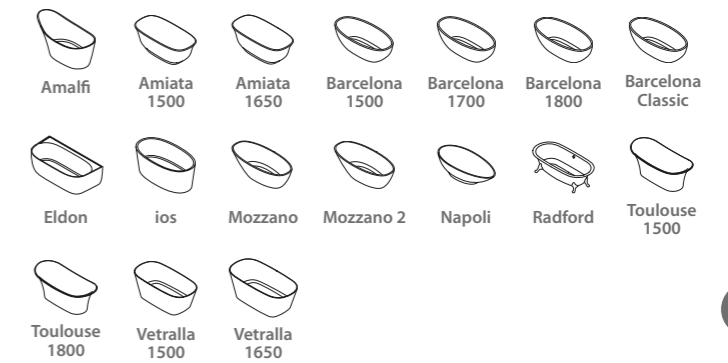 Amalfi
Amiata
1500
Amiata
1650
Barcelona
1500
Barcelona
1700
Barcelona
1800
Barcelona
Classic
Eldon
ios
Mozzano
Mozzano 2
Napoli
Radford
Toulouse
1500
Toulouse
1800
Vetralla
1500
Vetralla
1650